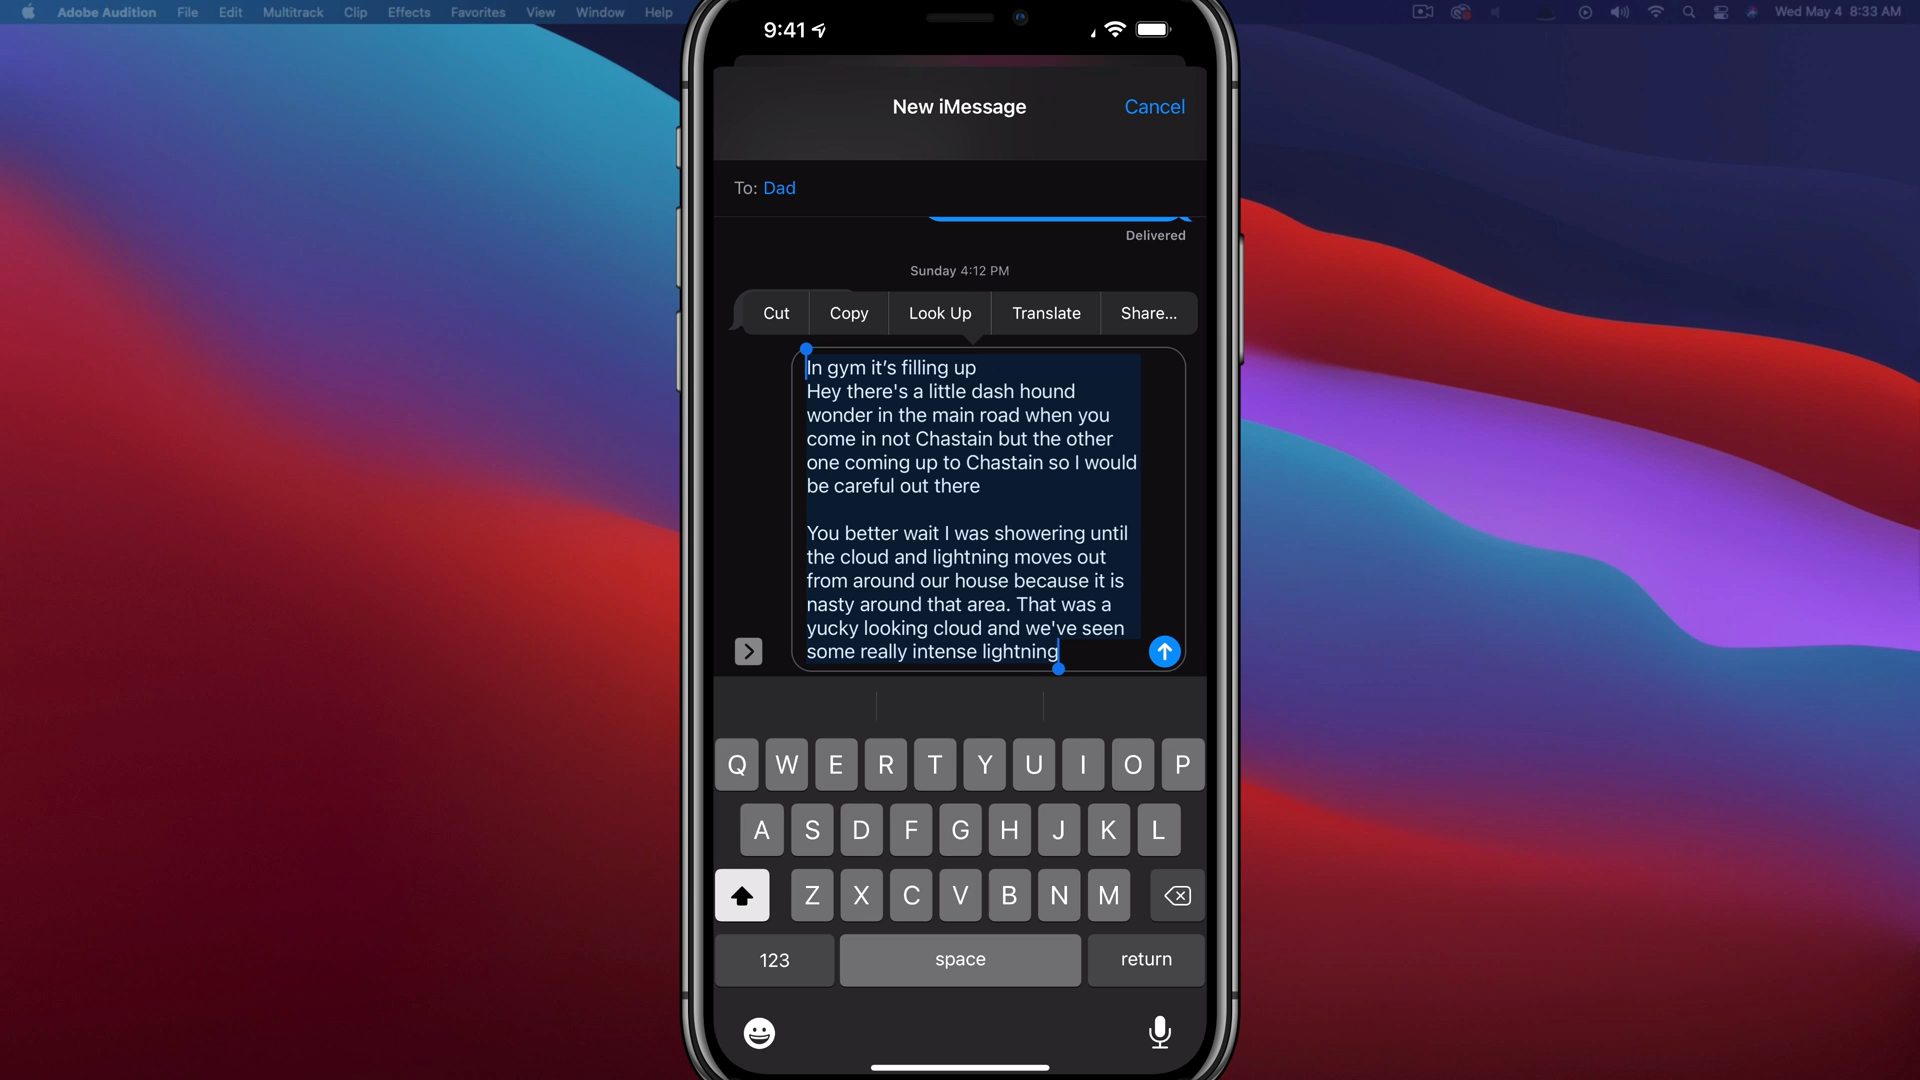 Adobe Audition File Edit Multitrack Clip Effects Favorites View Window Help
Wed May 4 8:33 AM
9:41
New iMessage
Cancel
To: Dad
Delivered
Sunday 4:12 PM
Cut Copy Look Up Translate Share...
In gym it’s filling up
Hey there's a little dash hound
wonder in the main road when you
come in not Chastain but the other
one coming up to Chastain so I would
be careful out there
You better wait I was showering until
the cloud and lightning moves out
from around our house because it is
nasty around that area. That was a
yucky looking cloud and we've seen
some really intense lightning
Q W E R T Y U I O P
A S D F G H J K L
Z X C V B N M
123 space return